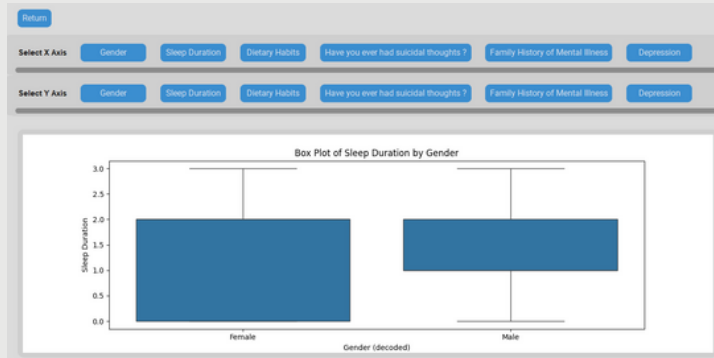 Return
Select X Axis Gender Sleep Duration Dietary Habits Have you ever had suicidal thoughts ? Family History of Mental Illness Depression
Select Y Axis Gender Sleep Duration Dietary Habits Have you ever had suicidal thoughts ? Family History of Mental Illness Depression
Box Plot of Sleep Duration by Gender
3.0
2.5
2.0
1.5
1.0
0.5
0.0
Sleep Duration
Female Male
Gender (decoded)